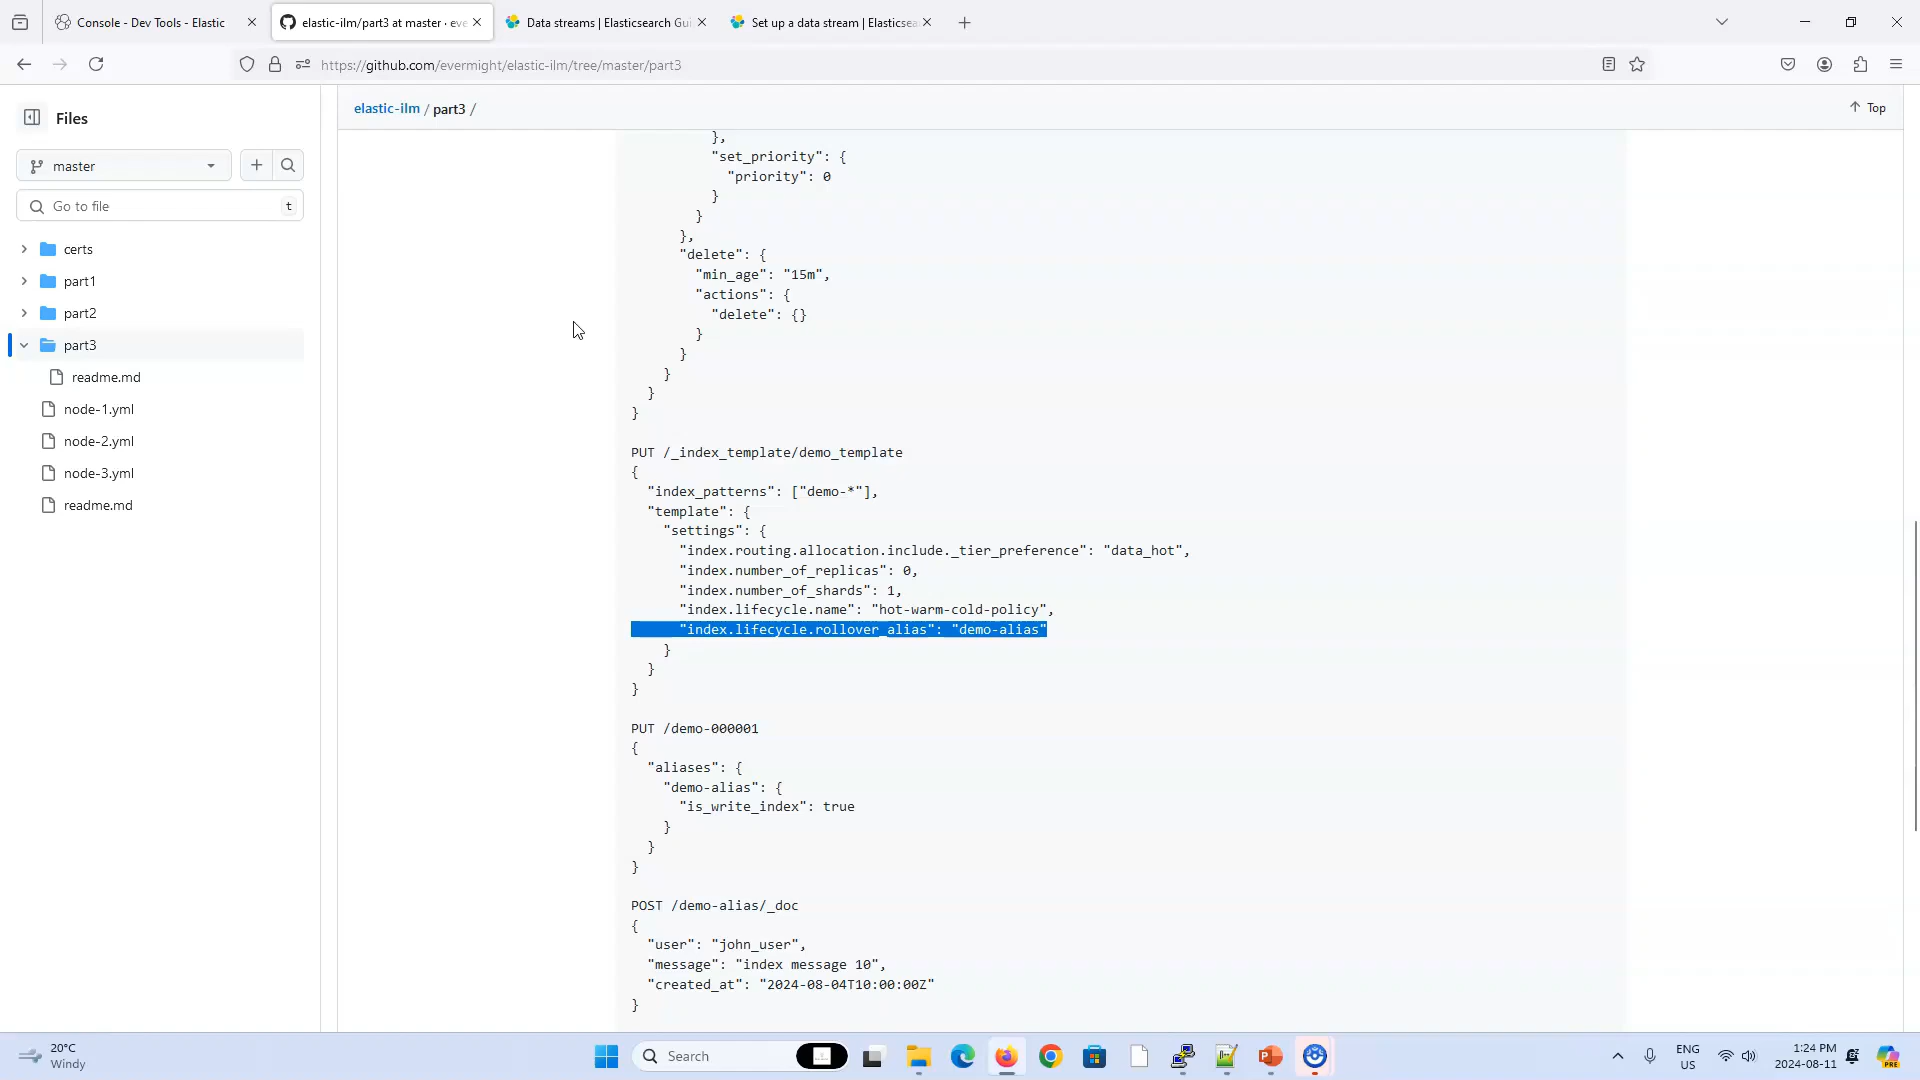 Console - Dev Tools - Elastic
elastic-ilm/part3 at master · eve
Data streams | Elasticsearch Gui
Set up a data stream | Elasticsea
https://github.com/evermight/elastic-ilm/tree/master/part3
Files
master
Go to file
t
certs
part1
part2
part3
readme.md
node-1.yml
node-2.yml
node-3.yml
readme.md
elastic-ilm / part3 /
Top
},
"set_priority": {
"priority": 0
}
}
},
"delete": {
"min_age": "15m",
"actions": {
"delete": {}
}
}
}
}
}
PUT /_index_template/demo_template
{
"index_patterns": ["demo-*"],
"template": {
"settings": {
"index.routing.allocation.include._tier_preference": "data_hot",
"index.number_of_replicas": 0,
"index.number_of_shards": 1,
"index.lifecycle.name": "hot-warm-cold-policy",
"index.lifecycle.rollover_alias": "demo-alias"
}
}
}
PUT /demo-000001
{
"aliases": {
"demo-alias": {
"is_write_index": true
}
}
}
POST /demo-alias/_doc
{
"user": "john_user",
"message": "index message 10",
"created_at": "2024-08-04T10:00:00Z"
}
20°C
Windy
Search
ENG
US
1:24 PM
2024-08-11
PRE